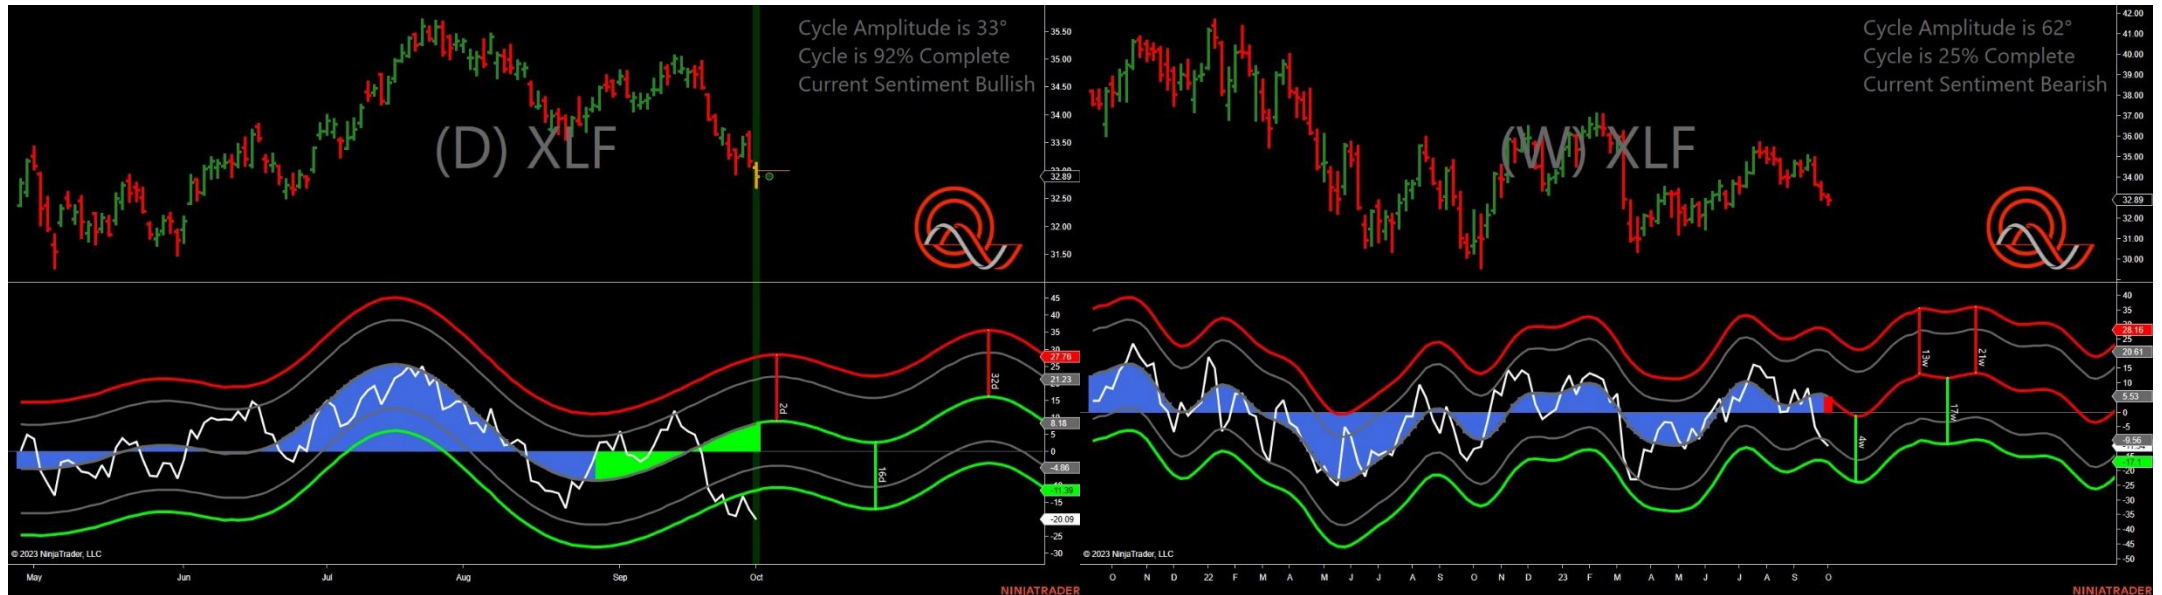 Cycle Amplitude is 33°
Cycle is 92% Complete
Current Sentiment Bullish
(D) XLF
35.50
35.00
34.50
34.00
33.50
32.89
32.50
32.00
31.50
45
40
35
30
27.76
21.23
15
10
8.18
5
0
-4.86
-11.39
-15
-20.09
-25
-30
2d
16d
32d
© 2023 NinjaTrader, LLC
May Jun Jul Aug Sep Oct
NINJATRADER
Cycle Amplitude is 62°
Cycle is 25% Complete
Current Sentiment Bearish
(W) XLF
42.00
41.00
40.00
39.00
38.00
37.00
36.00
35.00
34.00
32.89
32.00
31.00
30.00
40
35
28.16
25
20.61
15
10
5.53
-5
-9.56
-17.1
-20
-25
-30
-35
-40
-45
-50
4w
13w
17w
21w
© 2023 NinjaTrader, LLC
O N D 22 F M A M J J A S O N D 23 F M A M J J A S O
NINJATRADER